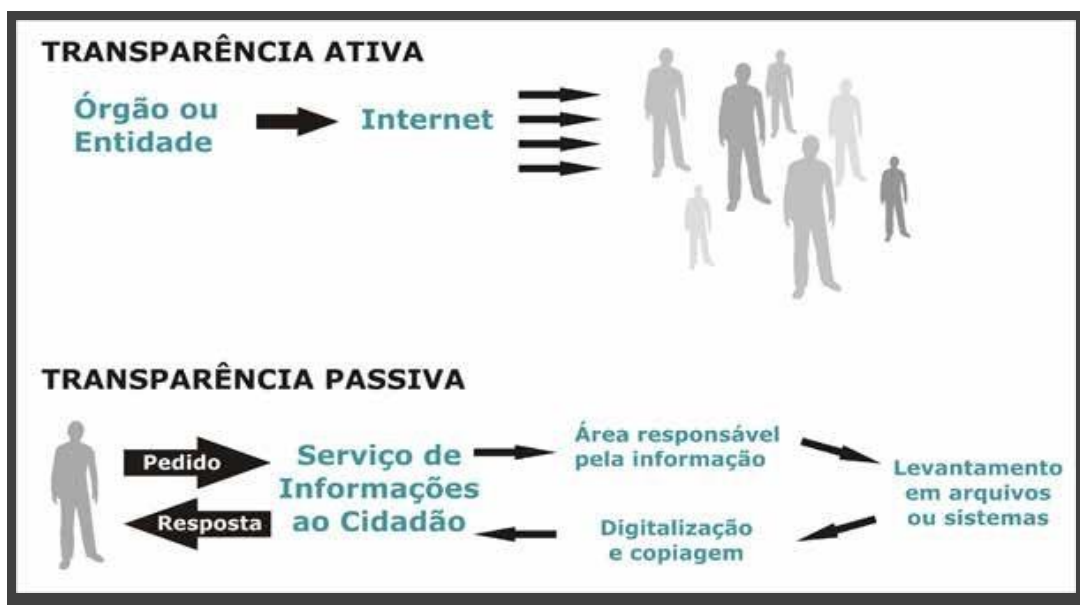 TRANSPARÊNCIA ATIVA
Órgão ou
Entidade
Internet
TRANSPARÊNCIA PASSIVA
Pedido
Resposta
Serviço de
Informações
ao Cidadão
Área responsável
pela informação
Levantamento
em arquivos
ou sistemas
Digitalização
e copiagem